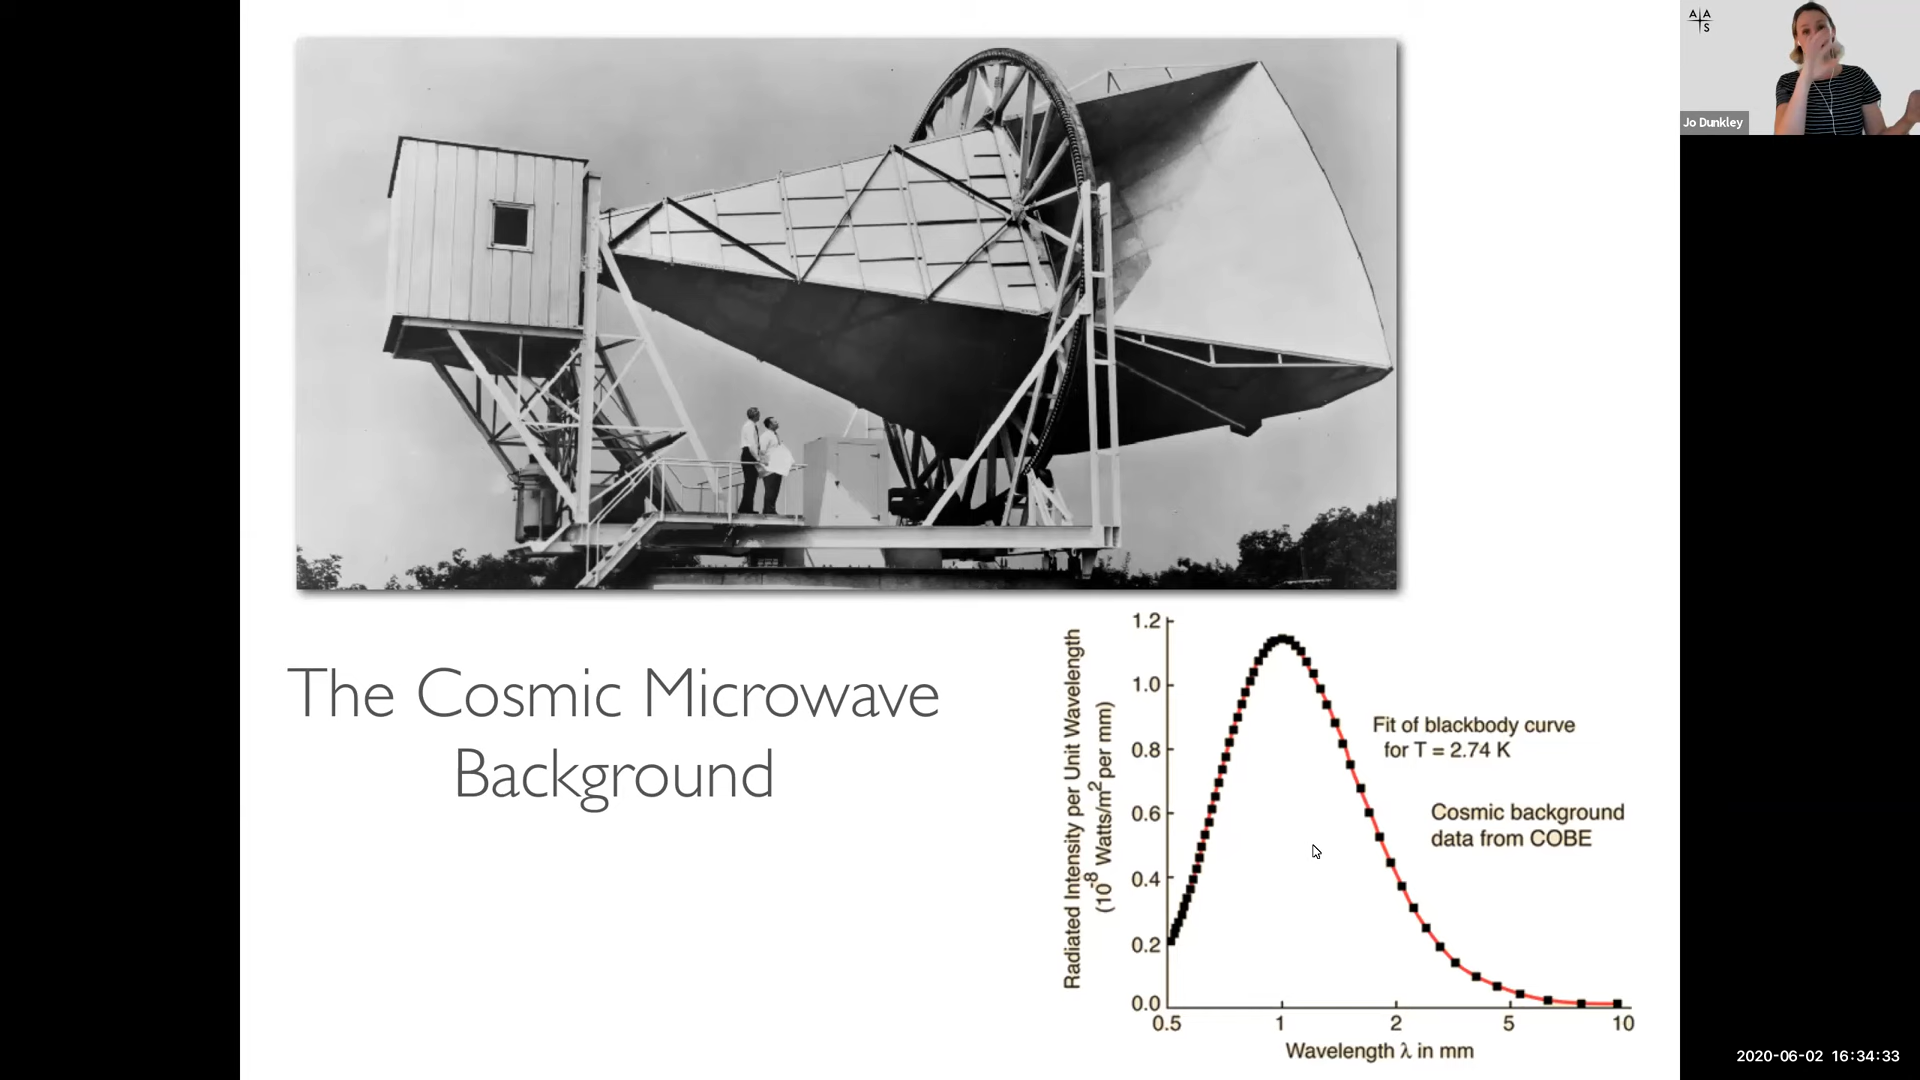 A A
S
Jo Dunkley
The Cosmic Microwave
Background
Radiated Intensity per Unit Wavelength
(10-8 Watts/m2 per mm)
1.2
1.0
0.8
0.6
0.4
0.2
0.0
0.5 1 2 5 10
Wavelength λ in mm
Fit of blackbody curve
for T = 2.74 K
Cosmic background
data from COBE
2020-06-02 16:34:33